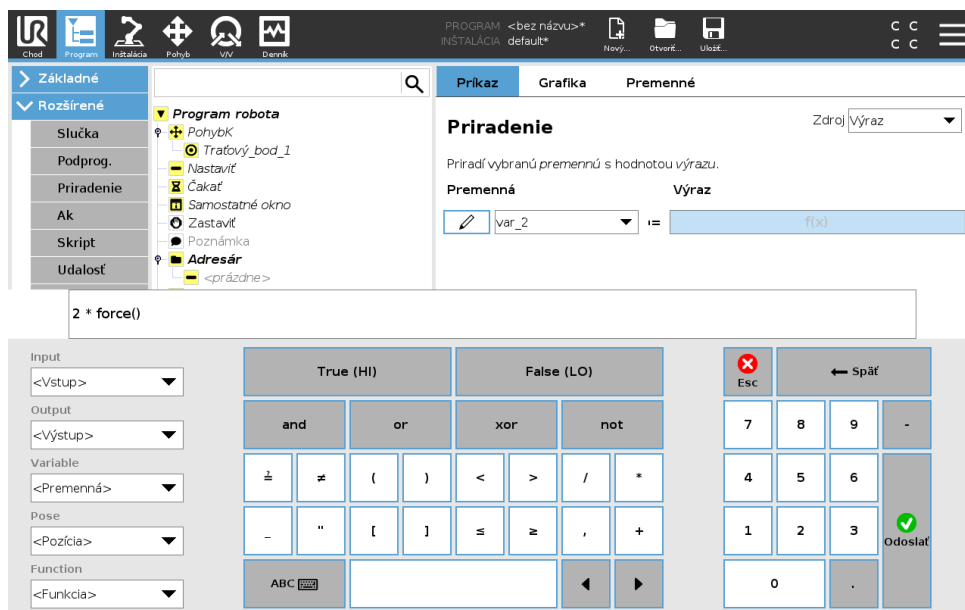 PROGRAM <bez názvu>*
INŠTALÁCIA default*
Chod Program Inštalácia Pohyb V/V Denník Nový... Otvoriť... Uložiť...
C C
C C
Základné
Rozšírené
Slučka
Podprog.
Priradenie
Ak
Skript
Udalosť
Program robota
PohybK
Traťový_bod_1
Nastaviť
Čakať
Samostatné okno
Zastaviť
Poznámka
Adresár
<prázdne>
Príkaz Grafika Premenné
Priradenie
Zdroj Výraz
Priradí vybranú premennú s hodnotou výrazu.
Premenná Výraz
var_2 := f(x)
2 * force()
Input
<Vstup>
Output
<Výstup>
Variable
<Premenná>
Pose
<Pozícia>
Function
<Funkcia>
True (HI) False (LO)
and or xor not
≟ ≠ ( ) < > / *
_ " [ ] ≤ ≥ , +
ABC
Esc Späť
7 8 9 -
4 5 6
1 2 3 Odoslať
0 .